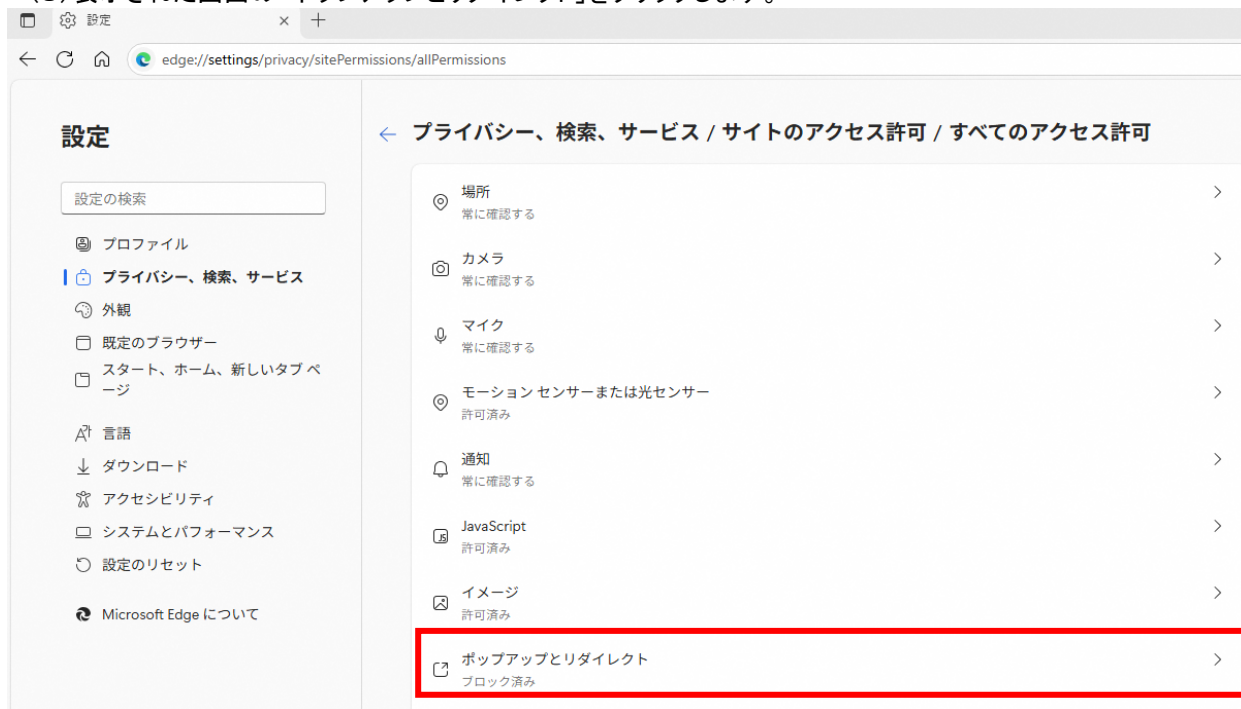 設定
edge://settings/privacy/sitePermissions/allPermissions
設定
設定の検索
プロファイル
プライバシー、検索、サービス
外観
既定のブラウザー
スタート、ホーム、新しいタブ ペ
ージ
言語
ダウンロード
アクセシビリティ
システムとパフォーマンス
設定のリセット
Microsoft Edge について
プライバシー、検索、サービス / サイトのアクセス許可 / すべてのアクセス許可
場所
常に確認する
カメラ
常に確認する
マイク
常に確認する
モーション センサーまたは光センサー
許可済み
通知
常に確認する
JavaScript
許可済み
イメージ
許可済み
ポップアップとリダイレクト
ブロック済み